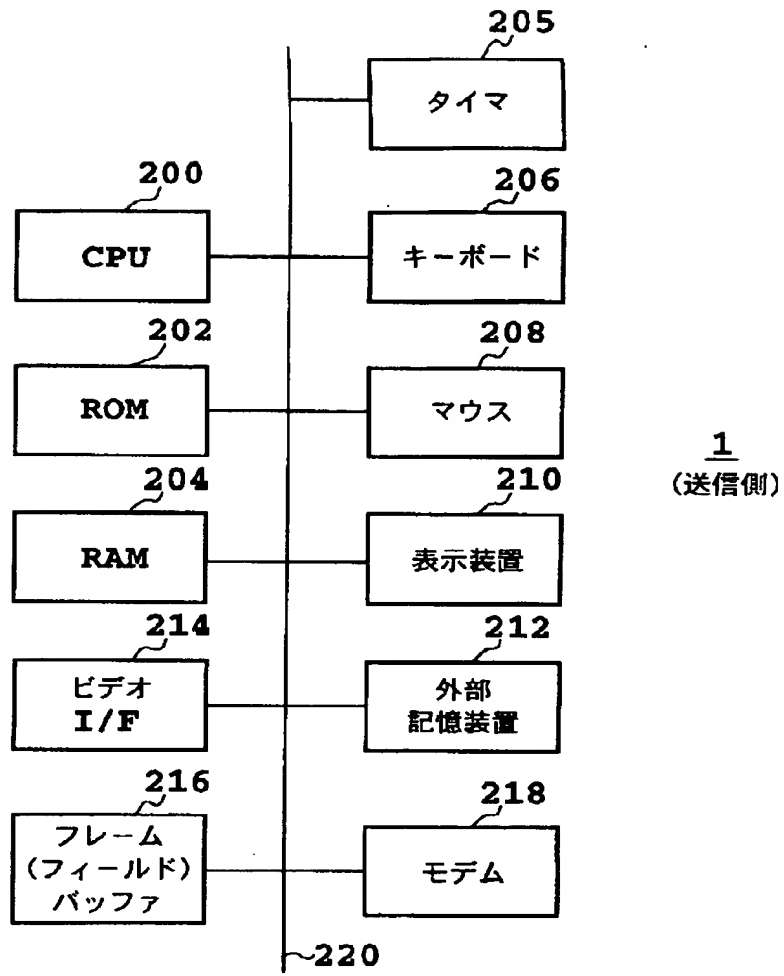 205
タイマ
200
CPU
206
キーボード
202
ROM
208
マウス
1
(送信側)
204
RAM
210
表示装置
214
ビデオ
I/F
212
外部
記憶装置
216
フレーム
(フィールド)
バッファ
218
モデム
220